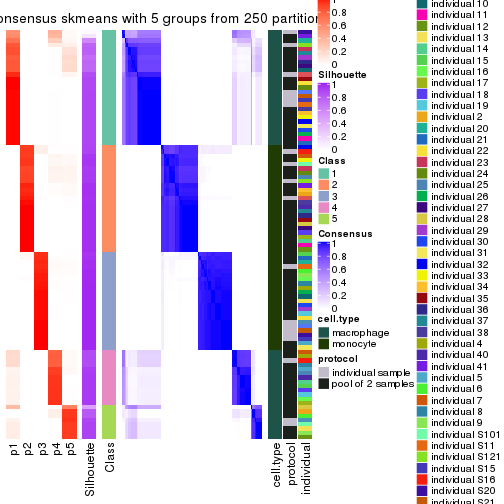 onsensus skmeans with 5 groups from 250 partition
0.8
0.6
0.4
0.2
0
Silhouette
1
0.8
0.6
0.4
0.2
0
Class
1
2
3
4
5
Consensus
1
0.8
0.6
0.4
0.2
0
cell.type
macrophage
monocyte
protocol
individual sample
pool of 2 samples
individual 10
individual 11
individual 12
individual 13
individual 14
individual 15
individual 16
individual 17
individual 18
individual 19
individual 2
individual 20
individual 21
individual 22
individual 23
individual 24
individual 25
individual 26
individual 27
individual 28
individual 29
individual 30
individual 31
individual 32
individual 33
individual 34
individual 35
individual 36
individual 37
individual 38
individual 4
individual 40
individual 41
individual 5
individual 6
individual 7
individual 8
individual 9
individual S101
individual S11
individual S121
individual S15
individual S16
individual S20
individual S21
p1
p2
p3
p4
p5
Silhouette
Class
cell.type
protocol
individual